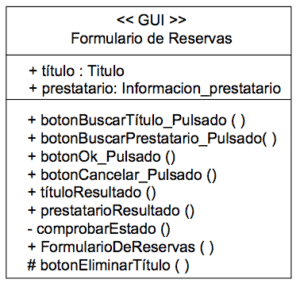 << GUI >>
Formulario de Reservas
+ título : Titulo
+ prestatario: Informacion_prestatario
+ botonBuscarTítulo_Pulsado ( )
+ botonBuscarPrestatario_Pulsado( )
+ botonOk_Pulsado ()
+ botonCancelar_Pulsado ()
+ títuloResultado ()
+ prestatarioResultado ()
- comprobarEstado ()
+ FormularioDeReservas ( )
# botonEliminarTítulo ( )